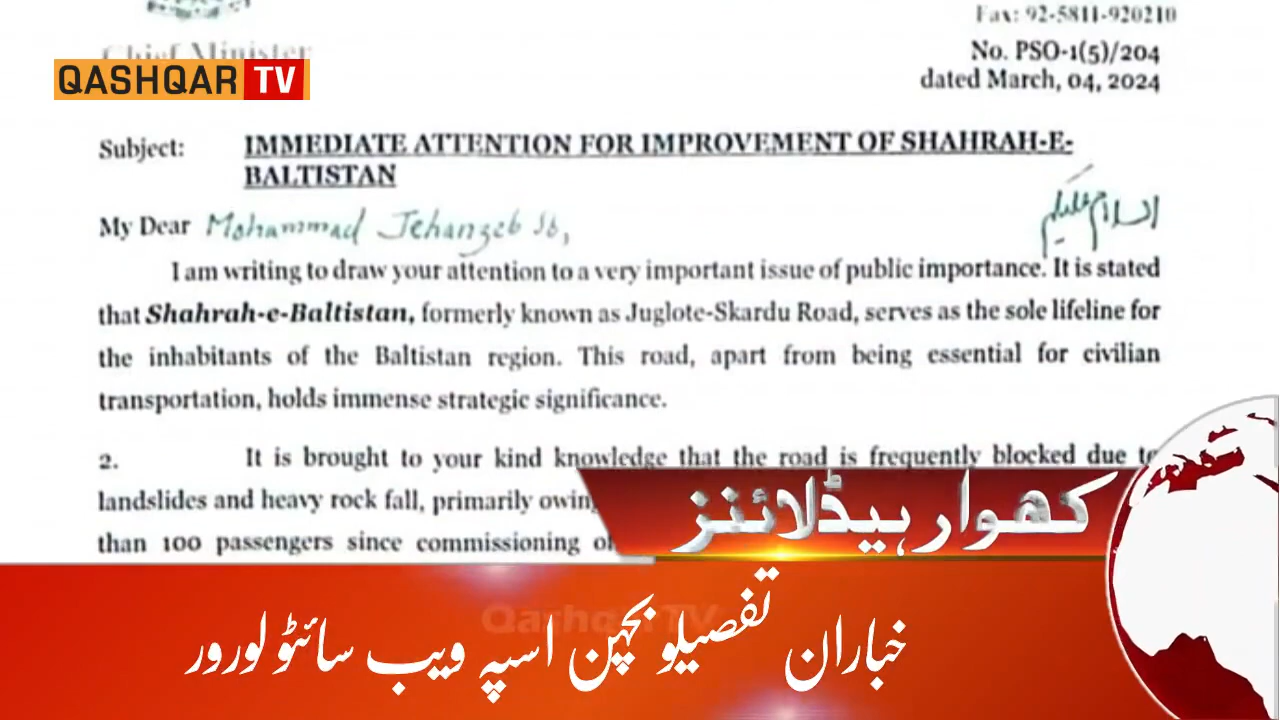 Fax: 92-5811-920210
Chief Minister
No. PSO-1(5)/204
dated March, 04, 2024
QASHQAR TV
Subject: IMMEDIATE ATTENTION FOR IMPROVEMENT OF SHAHRAH-E-
BALTISTAN
السلام علیکم
My Dear Mohammad Jehanzeb Sb,
I am writing to draw your attention to a very important issue of public importance. It is stated
that Shahrah-e-Baltistan, formerly known as Juglote-Skardu Road, serves as the sole lifeline for
the inhabitants of the Baltistan region. This road, apart from being essential for civilian
transportation, holds immense strategic significance.
2. It is brought to your kind knowledge that the road is frequently blocked due to
landslides and heavy rock fall, primarily owing
than 100 passengers since commissioning of
کھوار ہیڈلائنز
Qashqar TV
خباران تفصیلو بچین اسپہ ویب سائٹو لورور